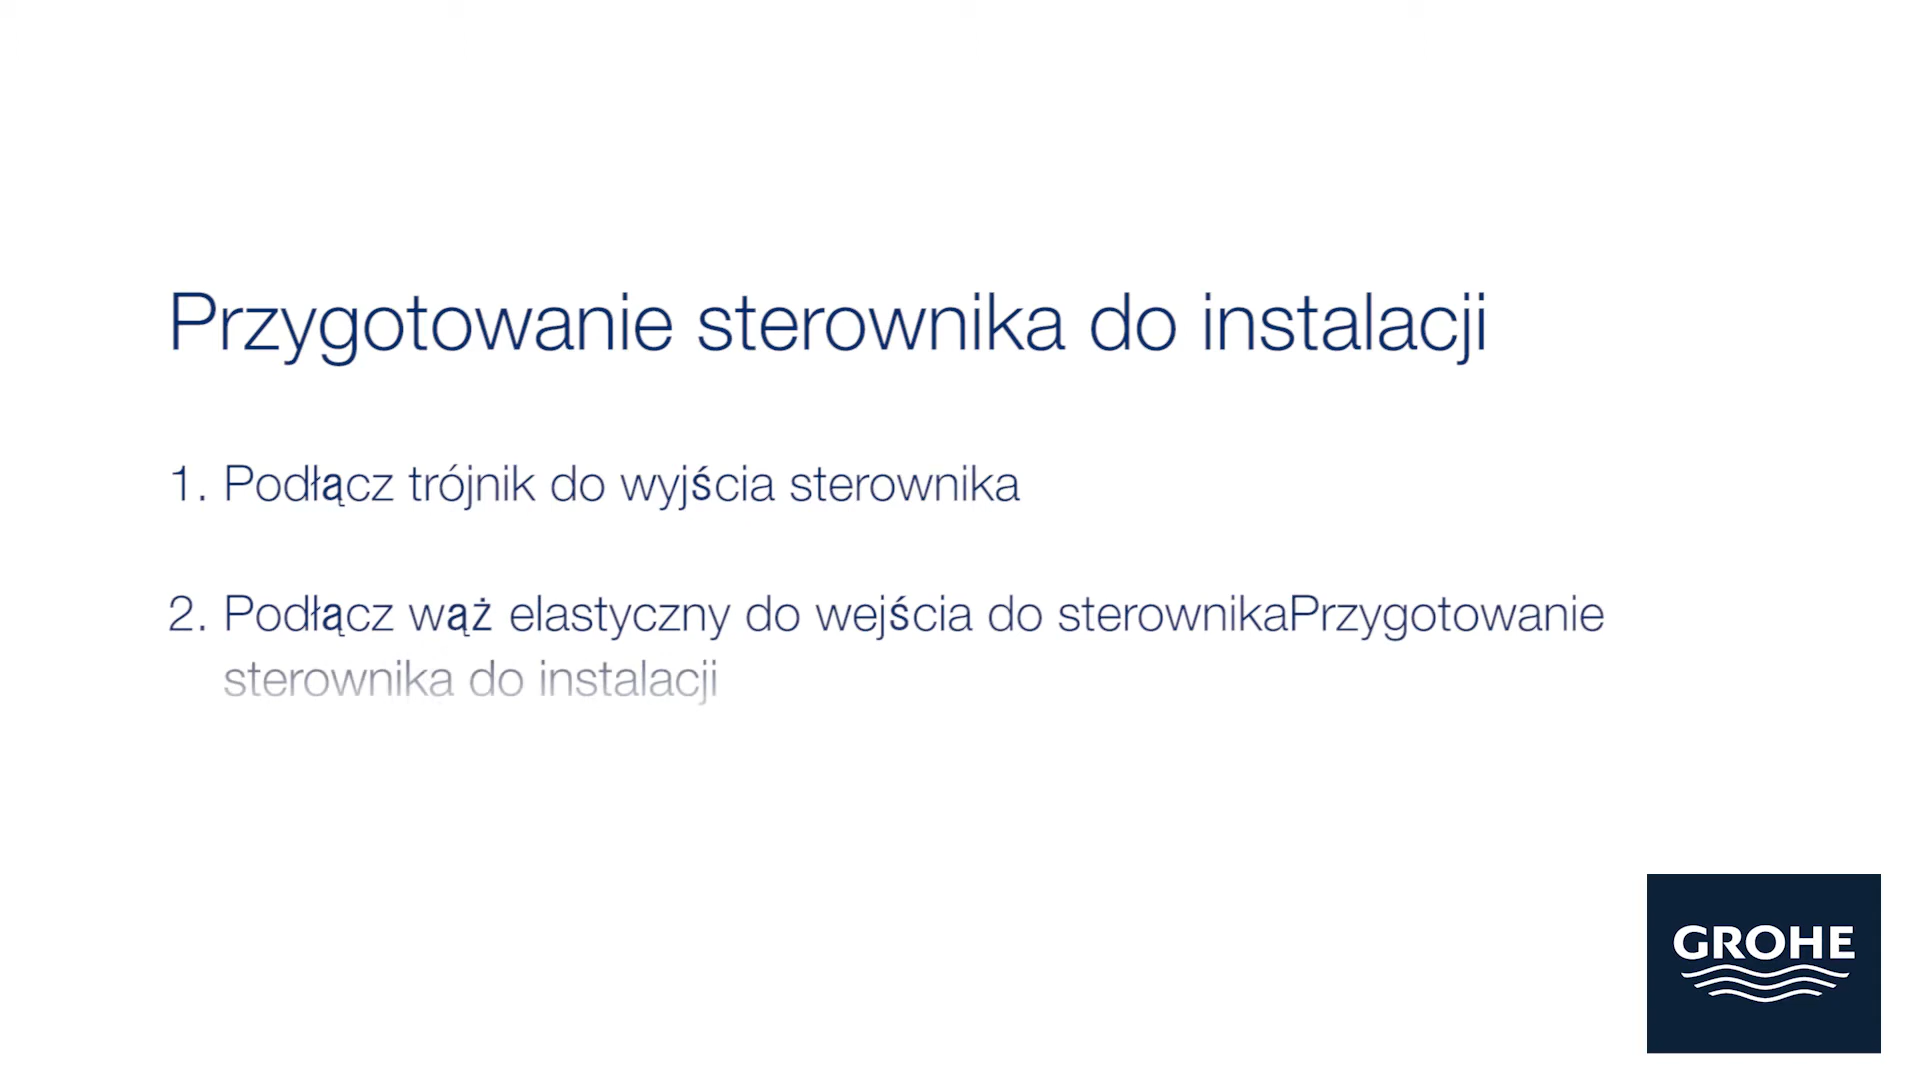 Przygotowanie sterownika do instalacji
1. Podłącz trójnik do wyjścia sterownika
2. Podłącz wąż elastyczny do wejścia do sterownikaPrzygotowanie
sterownika do instalacji
GROHE